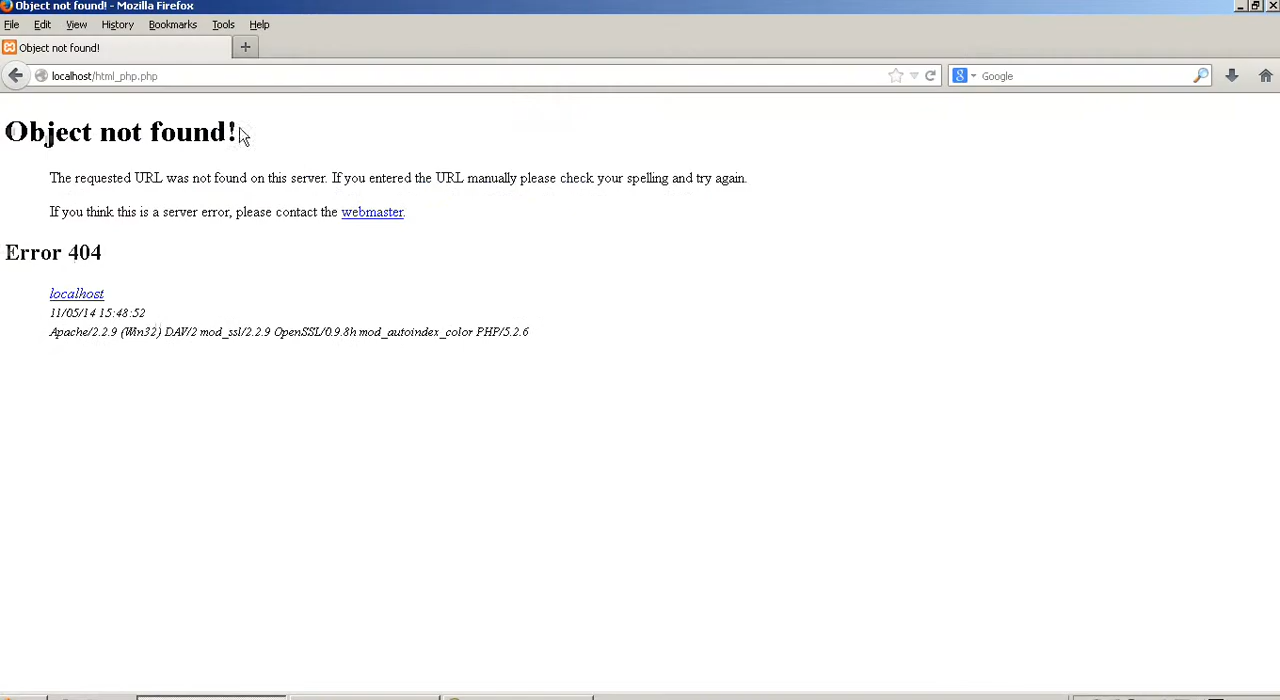 Object not found! - Mozilla Firefox
File Edit View History Bookmarks Tools Help
Object not found!
localhost/html_php.php
Google
Object not found!
The requested URL was not found on this server. If you entered the URL manually please check your spelling and try again.
If you think this is a server error, please contact the webmaster.
Error 404
localhost
11/05/14 15:48:52
Apache/2.2.9 (Win32) DAV/2 mod_ssl/2.2.9 OpenSSL/0.9.8h mod_autoindex_color PHP/5.2.6